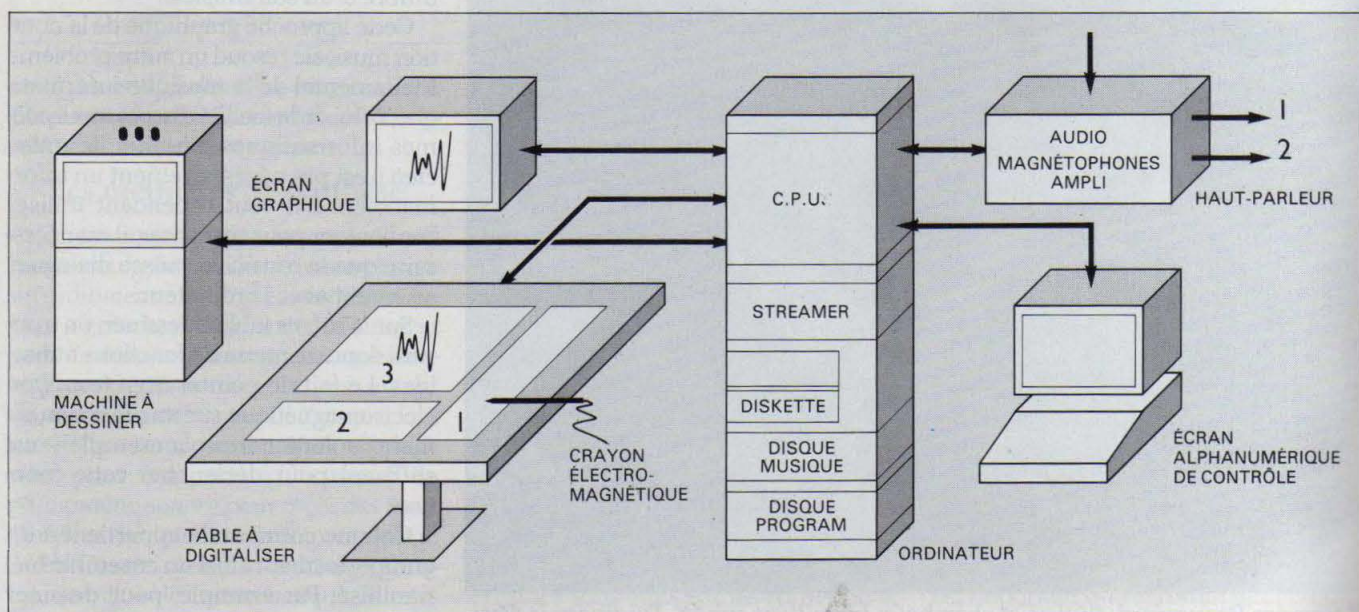 ÉCRAN
GRAPHIQUE
MACHINE À
DESSINER
3
2
1
TABLE À
DIGITALISER
CRAYON
ÉLECTRO-
MAGNÉTIQUE
C.P.U.
STREAMER
DISKETTE
DISQUE
MUSIQUE
DISQUE
PROGRAM
ORDINATEUR
AUDIO
MAGNÉTOPHONES
AMPLI
1
2
HAUT-PARLEUR
ÉCRAN
ALPHANUMÉRIQUE
DE CONTRÔLE